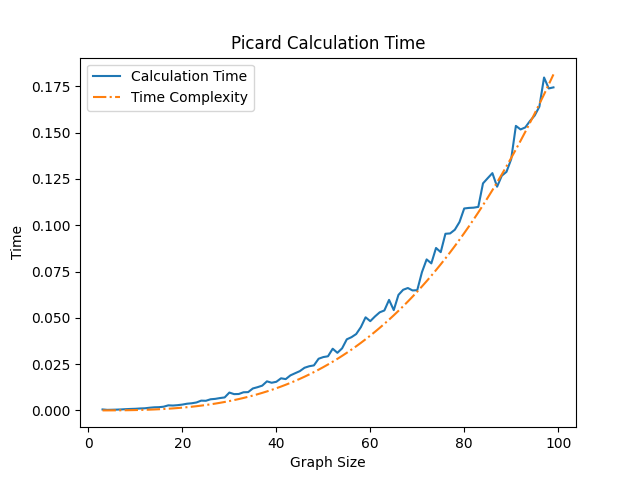 Picard Calculation Time
Calculation Time
Time Complexity
0.175
0.150
0.125
0.100
0.075
0.050
0.025
0.000
Time
0 20 40 60 80 100
Graph Size